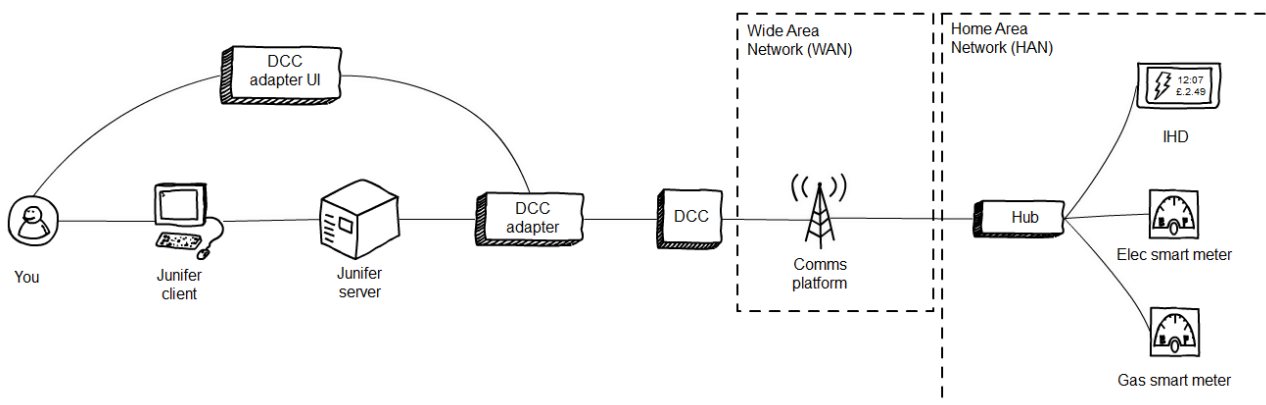 Wide Area
Network (WAN)
Home Area
Network (HAN)
DCC
adapter UI
12:07
£.2.49
IHD
DCC
adapter
DCC
Hub
You
Junifer
client
Junifer
server
Comms
platform
Elec smart meter
Gas smart meter